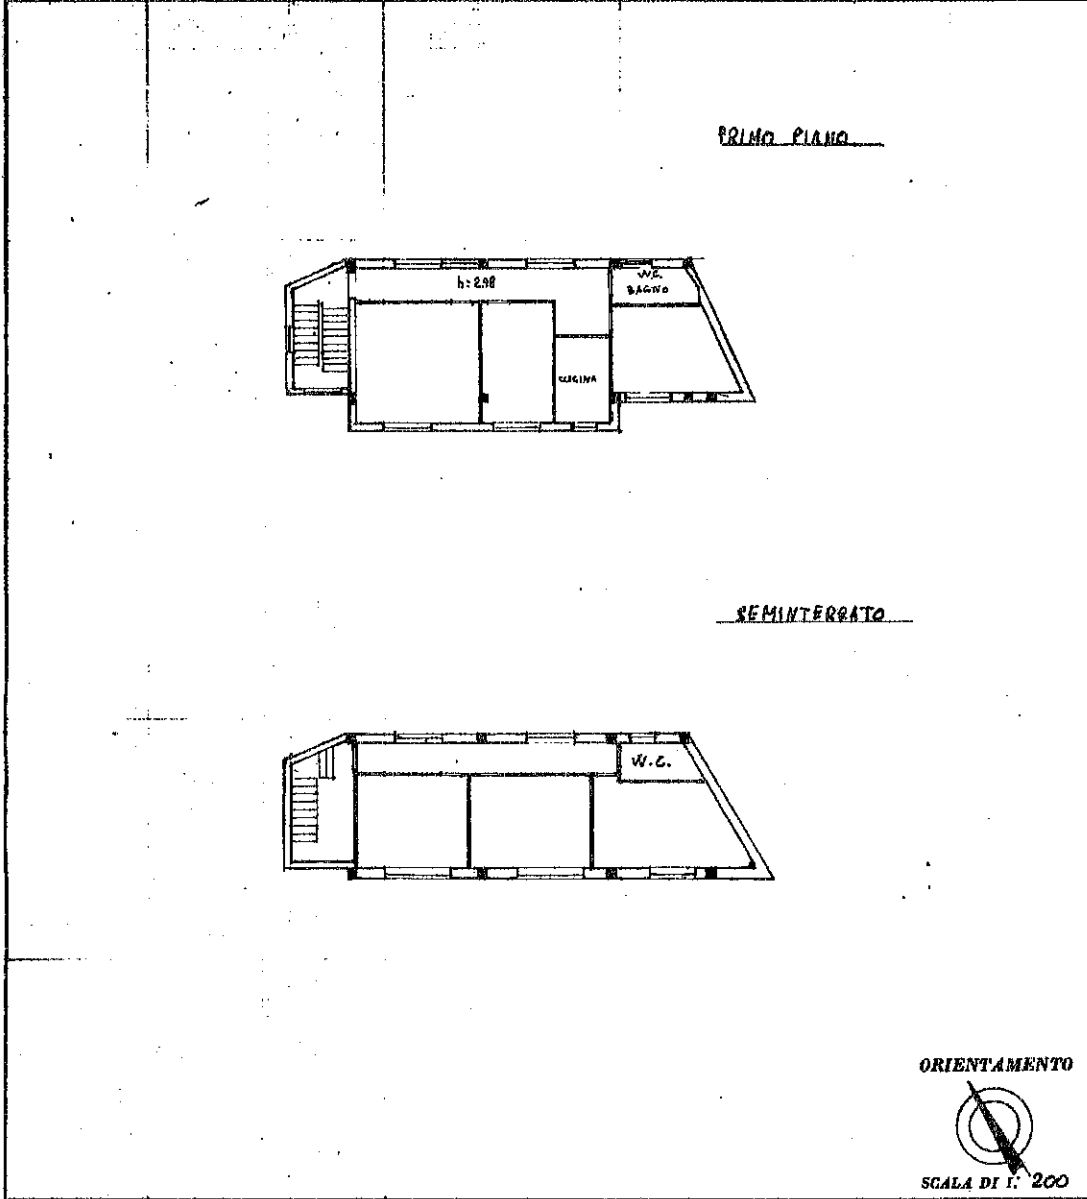 PRIMO PIANO
h=2.98
W.C.
BAGNO
CUCINA
SEMINTERRATO
W.C.
ORIENTAMENTO
SCALA DI 1: 200